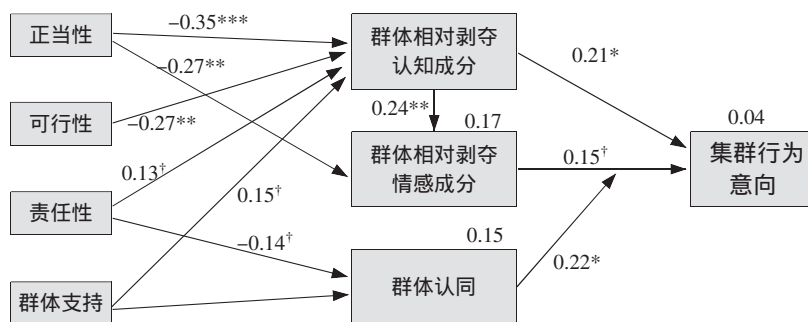 正当性
可行性
责任性
群体支持
−0.35***
−0.27**
−0.27**
0.13†
0.15†
−0.14†
群体相对剥夺
认知成分
0.24**
0.17
群体相对剥夺
情感成分
0.15
群体认同
0.21*
0.15†
0.22*
0.04
集群行为
意向